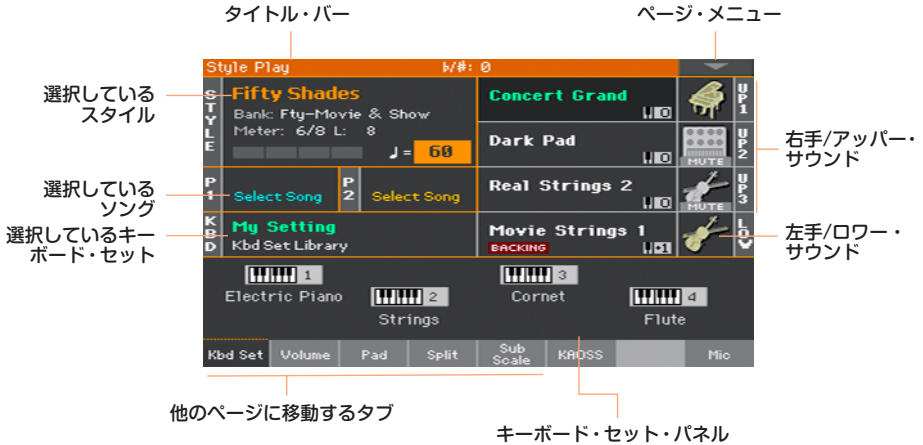 タイトル・バー
ページ・メニュー
選択している
スタイル
選択している
ソング
選択しているキー
ボード・セット
Style Play
♭/#: 0
STYLE
Fifty Shades
Bank: Fty-Movie & Show
Meter: 6/8 L: 8
♩= 60
P1
Select Song
P2
Select Song
KBD
My Setting
Kbd Set Library
Concert Grand
UP1
Dark Pad
MUTE
UP2
Real Strings 2
MUTE
UP3
Movie Strings 1
BACKING
LOW
右手/アッパー・
サウンド
左手/ロワー・
サウンド
1
Electric Piano
2
Strings
3
Cornet
4
Flute
Kbd Set
Volume
Pad
Split
Sub
Scale
KAOSS
Mic
他のページに移動するタブ
キーボード・セット・パネル